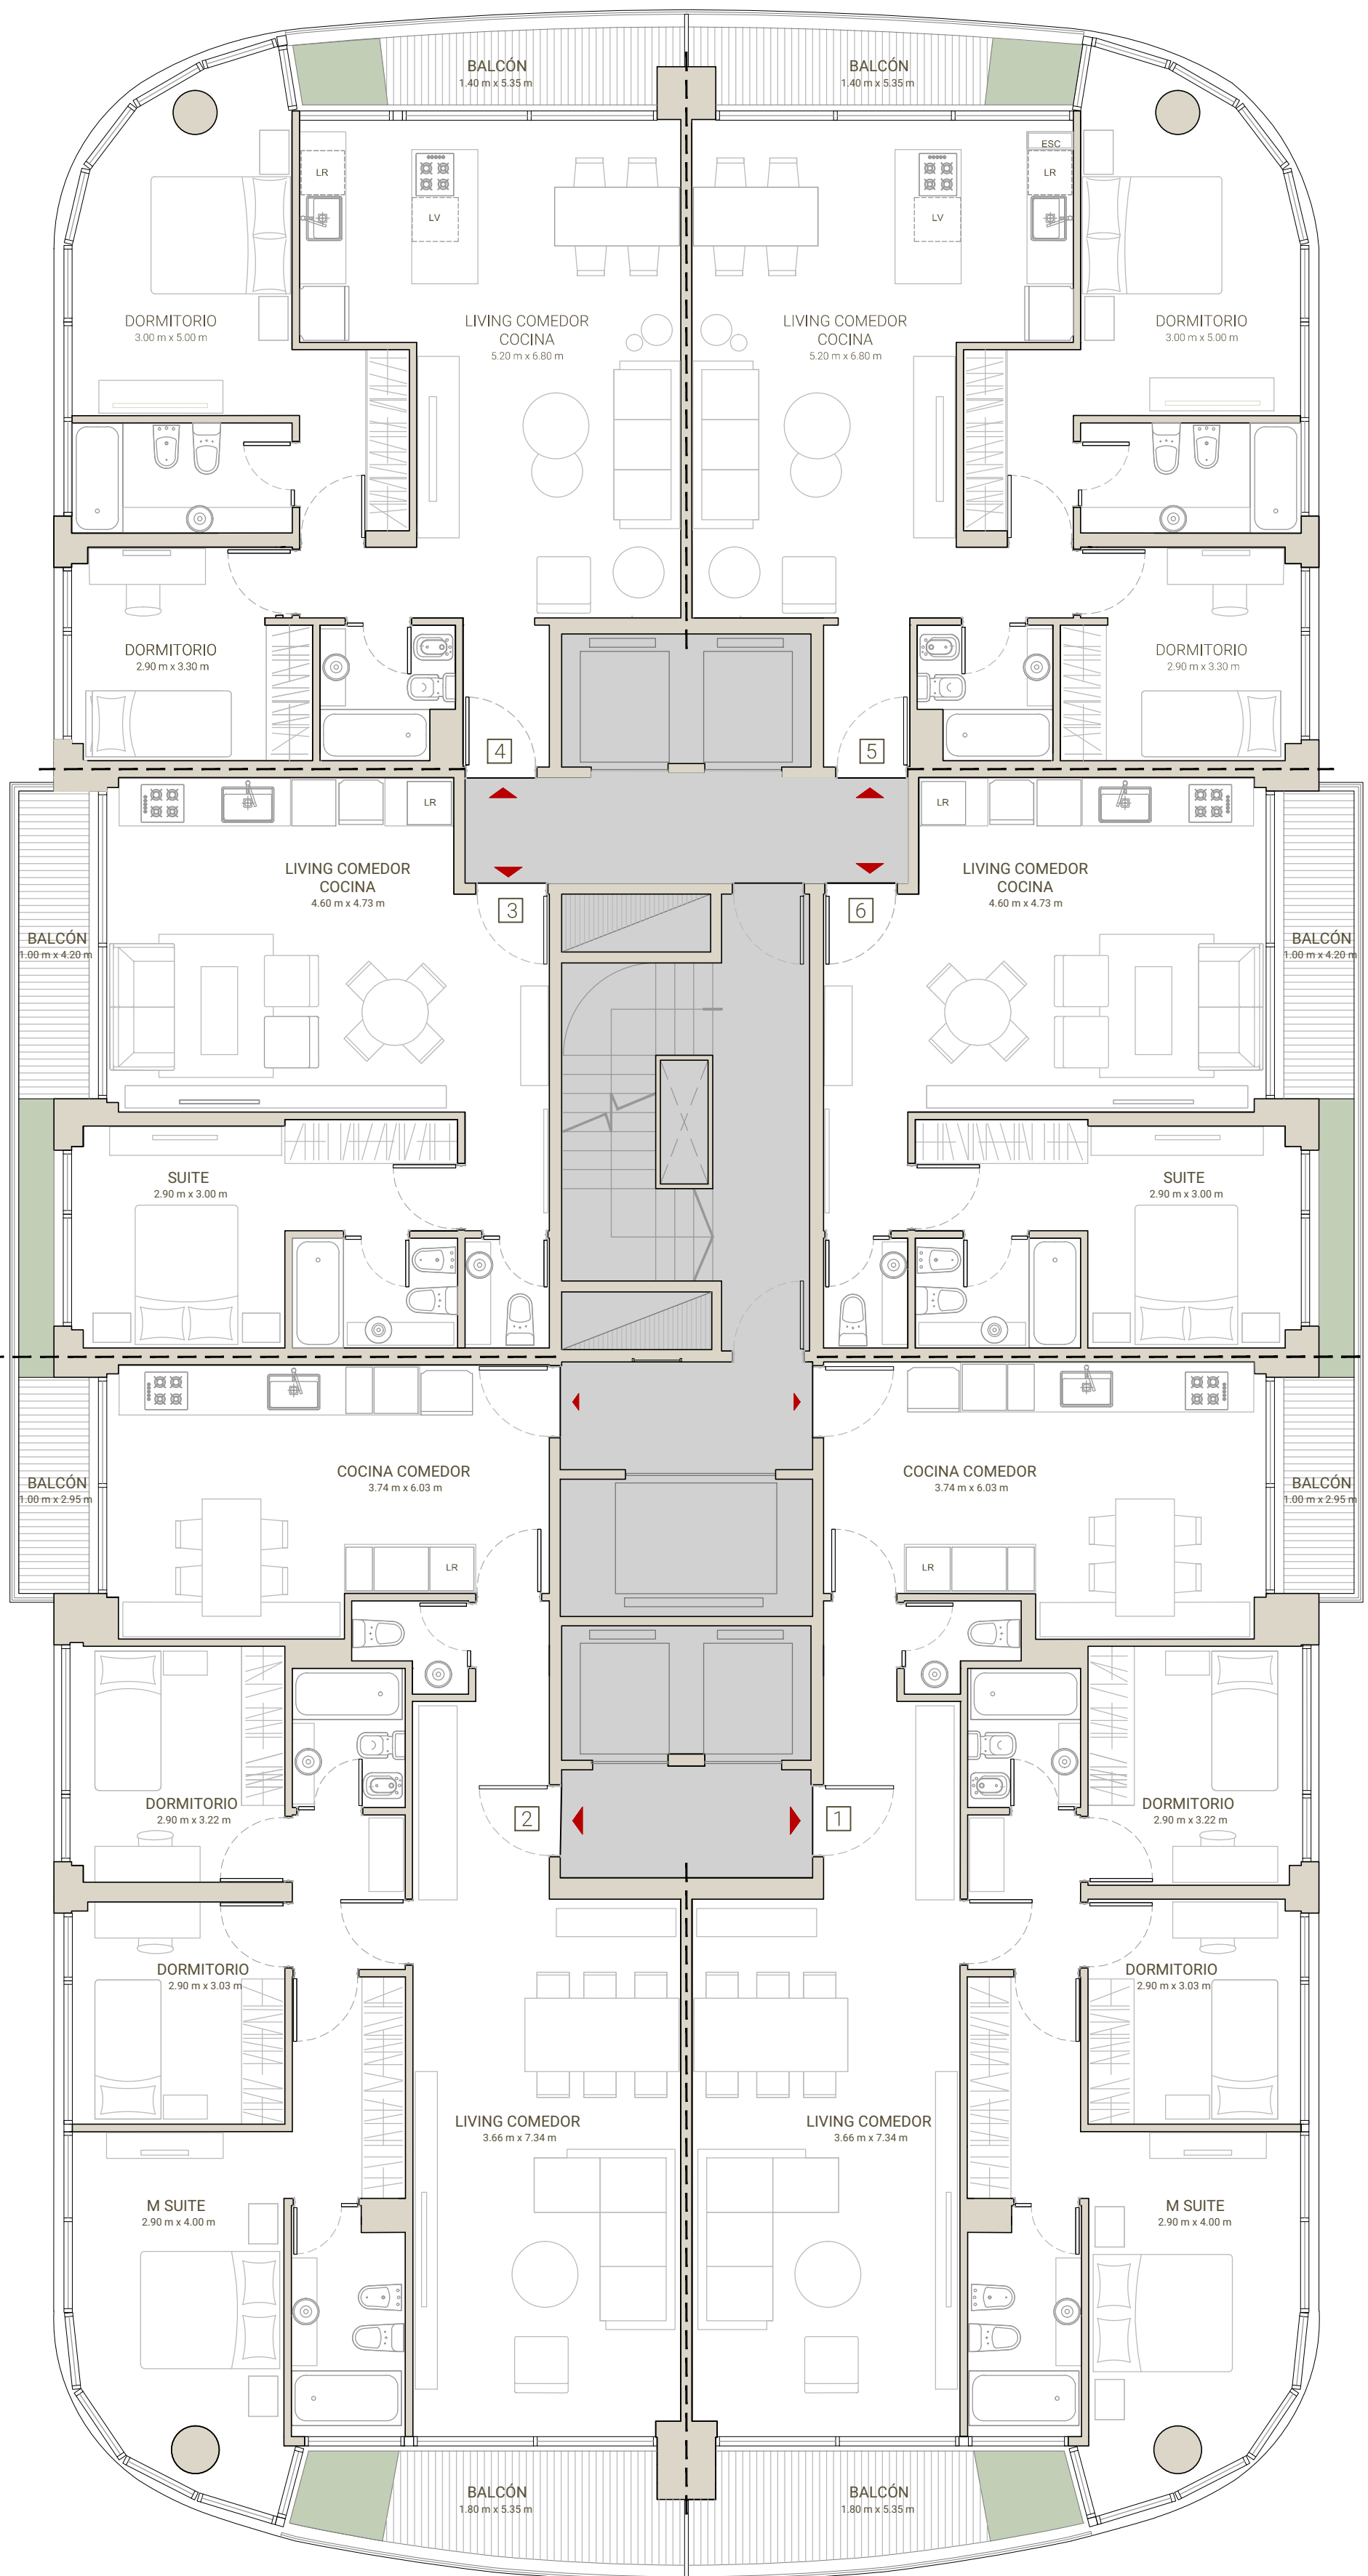 BALCÓN
1.40 m x 5.35 m
BALCÓN
1.40 m x 5.35 m
LR
LV
ESC
LR
LV
DORMITORIO
3.00 m x 5.00 m
LIVING COMEDOR
COCINA
5.20 m x 6.80 m
LIVING COMEDOR
COCINA
5.20 m x 6.80 m
DORMITORIO
3.00 m x 5.00 m
DORMITORIO
2.90 m x 3.30 m
DORMITORIO
2.90 m x 3.30 m
4
5
LR
LR
LIVING COMEDOR
COCINA
4.60 m x 4.73 m
LIVING COMEDOR
COCINA
4.60 m x 4.73 m
3
6
BALCÓN
1.00 m x 4.20 m
BALCÓN
1.00 m x 4.20 m
SUITE
2.90 m x 3.00 m
SUITE
2.90 m x 3.00 m
BALCÓN
1.00 m x 2.95 m
COCINA COMEDOR
3.74 m x 6.03 m
COCINA COMEDOR
3.74 m x 6.03 m
BALCÓN
1.00 m x 2.95 m
LR
LR
DORMITORIO
2.90 m x 3.22 m
2
1
DORMITORIO
2.90 m x 3.22 m
DORMITORIO
2.90 m x 3.03 m
DORMITORIO
2.90 m x 3.03 m
LIVING COMEDOR
3.66 m x 7.34 m
LIVING COMEDOR
3.66 m x 7.34 m
M SUITE
2.90 m x 4.00 m
M SUITE
2.90 m x 4.00 m
BALCÓN
1.80 m x 5.35 m
BALCÓN
1.80 m x 5.35 m